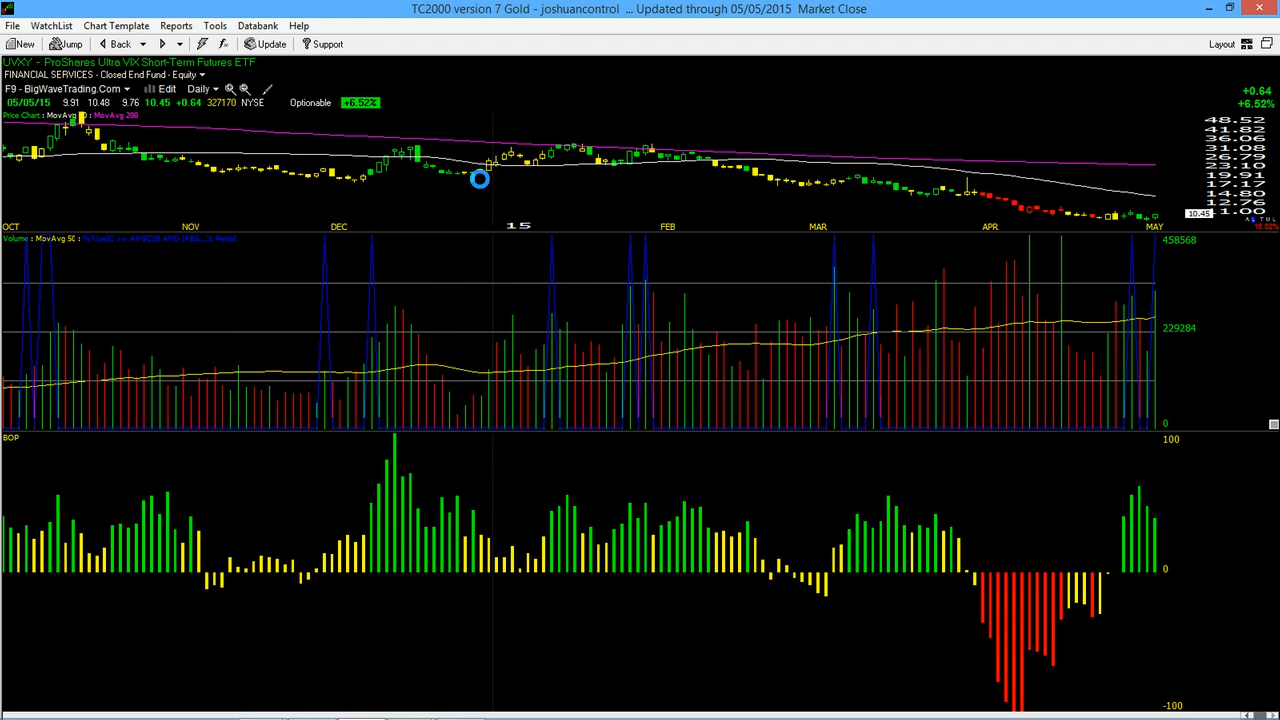 TC2000 version 7 Gold - joshuancontrol ... Updated through 05/05/2015 Market Close
File WatchList Chart Template Reports Tools Databank Help
New Jump Back Update Support Layout
UVXY - ProShares Ultra VIX Short-Term Futures ETF
FINANCIAL SERVICES - Closed End Fund - Equity
F9 - BigWaveTrading.Com Edit Daily
+0.64
05/05/15 9.91 10.48 9.76 10.45 +0.64 327170 NYSE Optionable +6.52%
+6.52%
Price Chart : MovAvg MovAvg 200
48.52
41.82
36.06
31.08
26.79
23.10
19.91
17.17
14.80
12.76
11.00
10.45
OCT NOV DEC 15 FEB MAR APR MAY
Volume : MovAvg 50 :
1 Period
458568
229284
0
BOP
100
0
-100